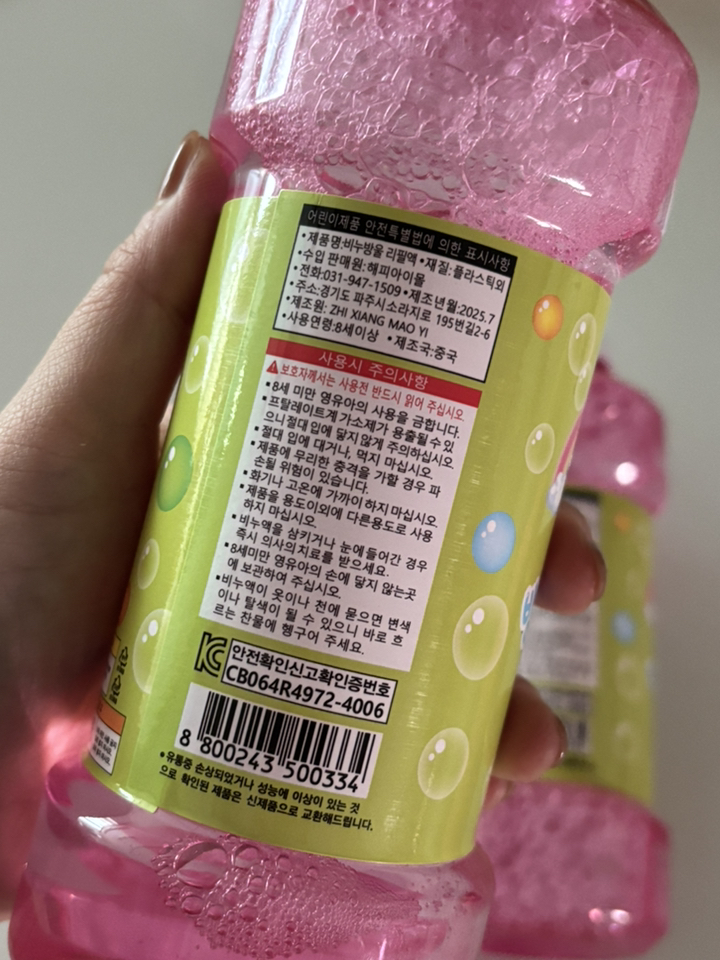 어린이제품 안전특별법에 의한 표시사항
•제품명:비누방울 리필액 •재질:플라스틱외
•수입 판매원:해피아이몰
•전화:031-947-1509 •제조년월:2025.7
•주소:경기도 파주시소라지로 195번길2-6
•제조원: ZHI XIANG MAO YI
•사용연령:8세이상 •제조국:중국
사용시 주의사항
보호자께서는 사용전 반드시 읽어 주십시오
•8세 미만 영유아의 사용을 금합니다.
•프탈레이트계 가소제가 용출될 수 있
으니절대입에 닿지않게 주의하십시오
•절대 입에 대거나, 먹지 마십시오.
•제품에 무리한 충격을 가할 경우 파
손될 위험이 있습니다.
•화기나 고온에 가까이 하지 마십시오
•제품을 용도이외에 다른용도로 사용
하지 마십시오
•비누액을 삼키거나 눈에들어간 경우
즉시 의사의치료를 받으세요.
•8세미만 영유아의 손에 닿지 않는곳
에 보관하여 주십시오.
•비누액이 옷이나 천에 묻으면 변색
이나 탈색이 될 수 있으니 바로 흐
르는 찬물에 헹구어 주세요.
안전확인신고확인증번호
CB064R4972-4006
8 800243 500334
•유통중 손상되었거나 성능에 이상이 있는 것
으로 확인된 제품은 신제품으로 교환해드립니다.